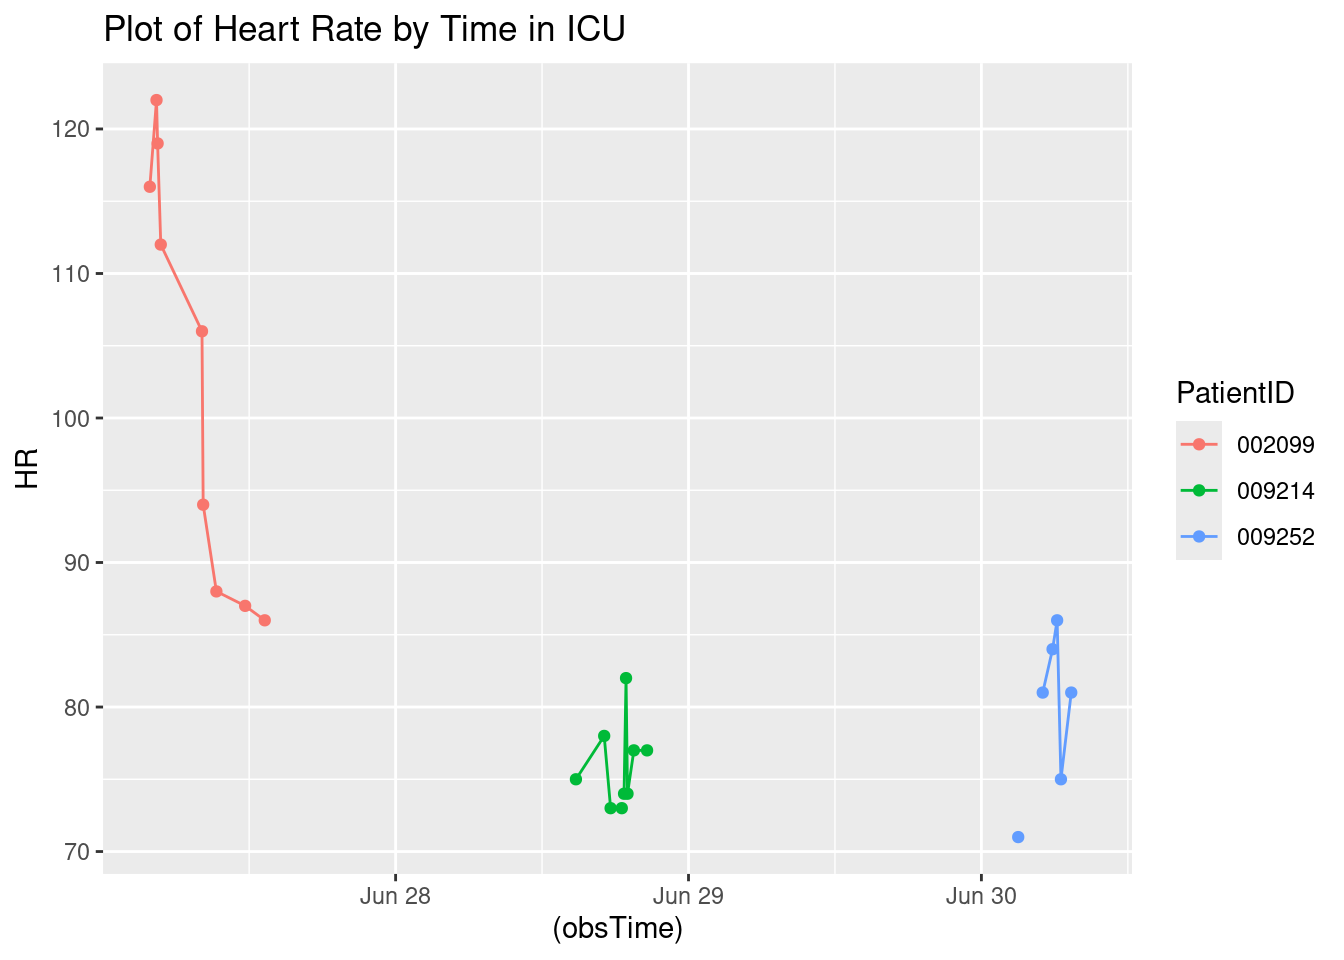 Plot of Heart Rate by Time in ICU
120
110
100
90
80
70
HR
Jun 28
Jun 29
Jun 30
(obsTime)
PatientID
002099
009214
009252